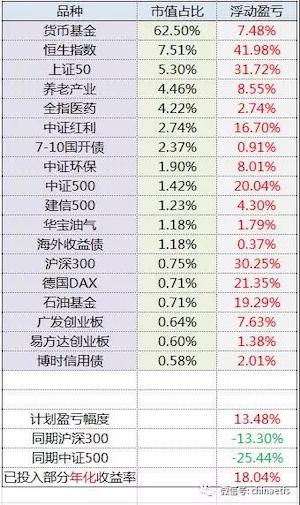 品种 市值占比 浮动盈亏
货币基金 62.50% 7.48%
恒生指数 7.51% 41.98%
上证50 5.30% 31.72%
养老产业 4.46% 8.55%
全指医药 4.22% 2.74%
中证红利 2.74% 16.70%
7-10国开债 2.37% 0.91%
中证环保 1.90% 8.01%
中证500 1.42% 20.04%
建信500 1.23% 4.30%
华宝油气 1.18% 1.79%
海外收益债 1.18% 0.37%
沪深300 0.75% 30.25%
德国DAX 0.71% 21.35%
石油基金 0.71% 19.29%
广发创业板 0.64% 7.63%
易方达创业板 0.60% 1.38%
博时信用债 0.58% 2.01%
计划盈亏幅度 13.48%
同期沪深300 -13.30%
同期中证500 -25.44%
已投入部分年化收益率 18.04%
微信号: chinaetfs